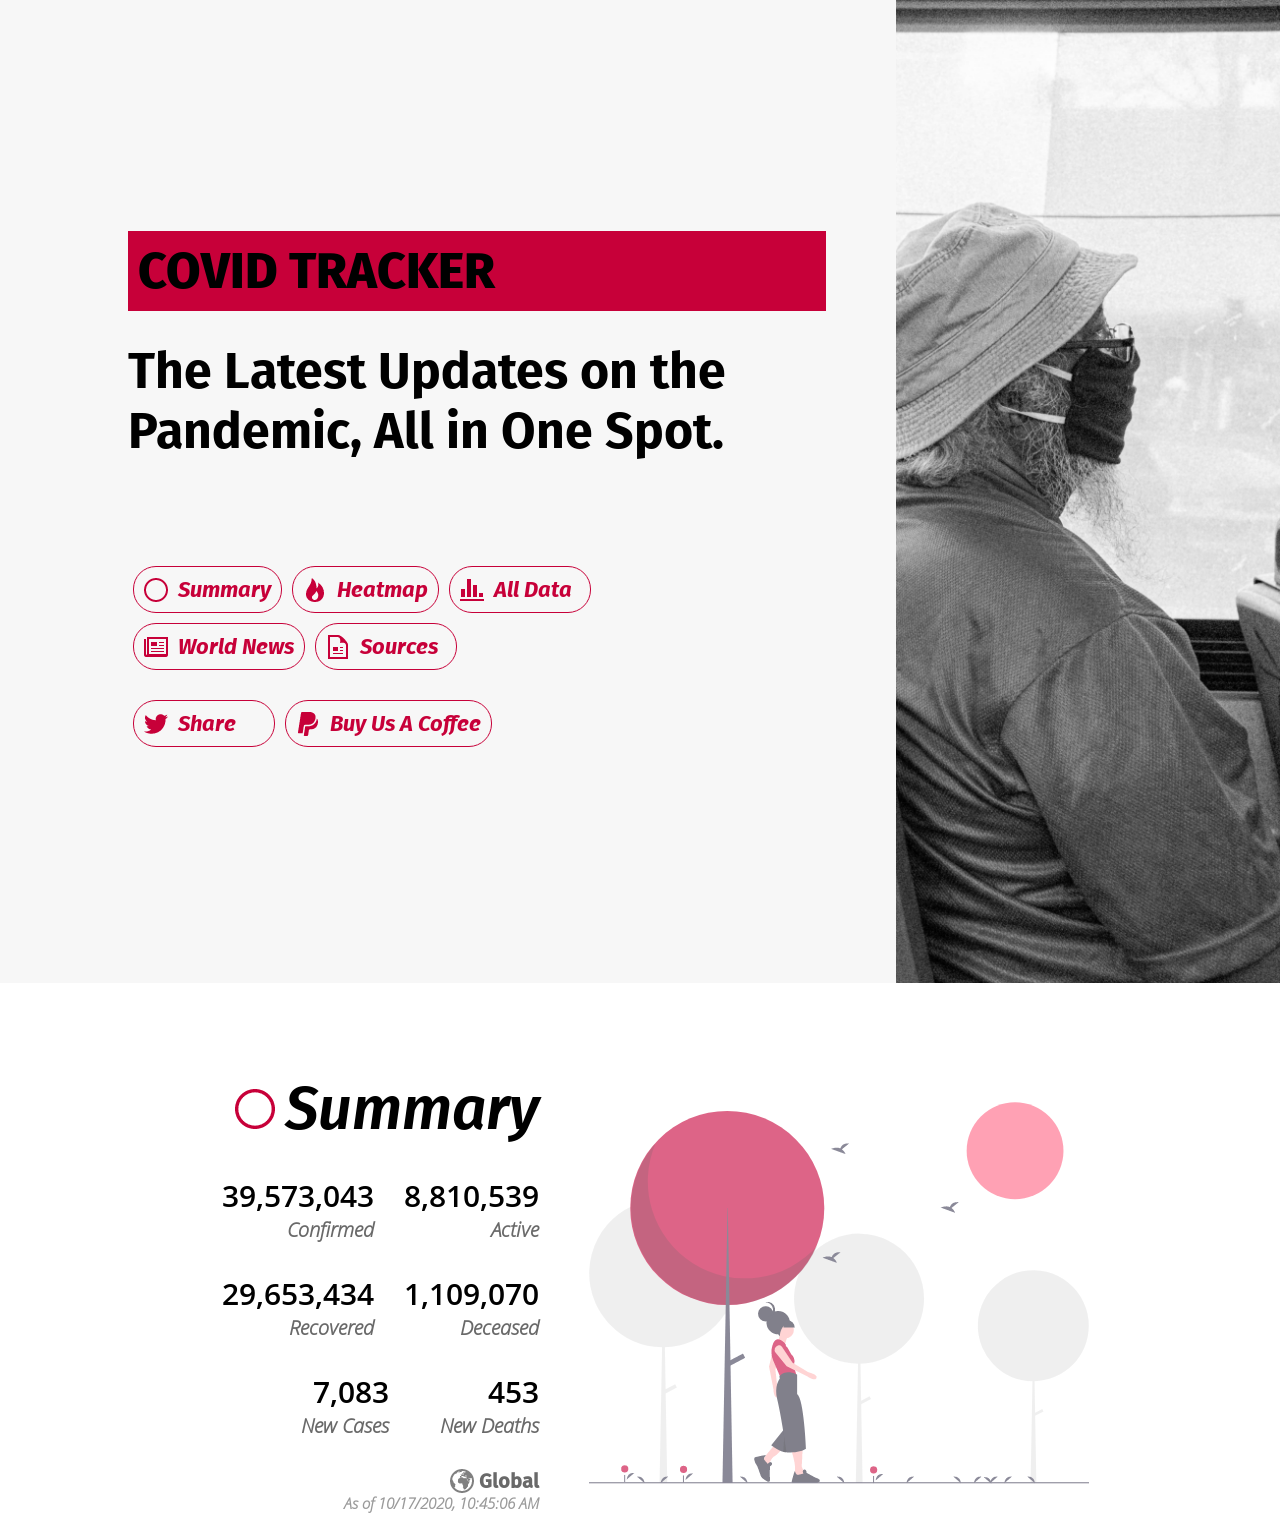 COVID TRACKER
The Latest Updates on the
Pandemic, All in One Spot.
Summary
Heatmap
All Data
World News
Sources
Share
Buy Us A Coffee
Summary
39,573,043
Confirmed
8,810,539
Active
29,653,434
Recovered
1,109,070
Deceased
7,083
New Cases
453
New Deaths
Global
As of 10/17/2020, 10:45:06 AM